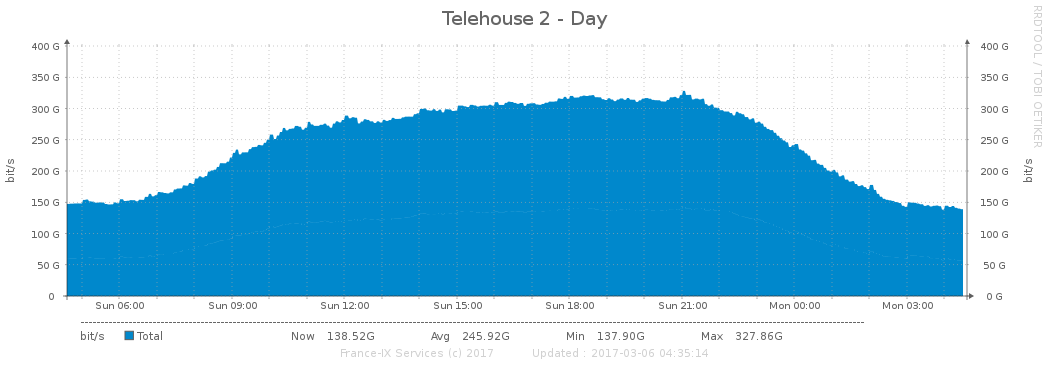 Telehouse 2 - Day
RRDTOOL / TOBI OETIKER
bit/s
400 G
350 G
300 G
250 G
200 G
150 G
100 G
50 G
0
400 G
350 G
300 G
250 G
200 G
150 G
100 G
50 G
0 G
bit/s
Sun 06:00 Sun 09:00 Sun 12:00 Sun 15:00 Sun 18:00 Sun 21:00 Mon 00:00 Mon 03:00
bit/s Total Now 138.52G Avg 245.92G Min 137.90G Max 327.86G
France-IX Services (c) 2017 Updated : 2017-03-06 04:35:14